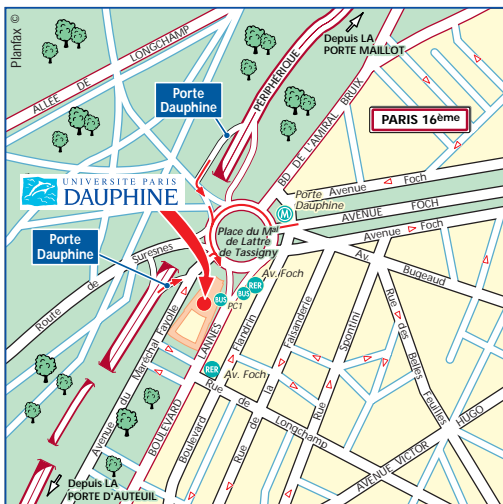 Planfax ©
ALLÉE DE LONGCHAMP
Depuis LA
PORTE MAILLOT
PERIPHERIQUE
Porte
Dauphine
BD DE L'AMIRAL BRUIX
PARIS 16ème
UNIVERSITE PARIS
DAUPHINE
Avenue Foch
Porte
Dauphine
M
AVENUE FOCH
Avenue Foch
Place du Mal
de Lattre
de Tassigny
Porte
Dauphine
Route de Suresnes
Av. Bugeaud
Av. Foch
RER
BUS
BUS
PC1
Avenue du Maréchal Fayolle
BOULEVARD LANNES
Boulevard Flandrin
Rue de la Faisanderie
Rue Spontini
Rue des Belles Feuilles
RER
Av. Foch
Rue de Longchamp
AVENUE VICTOR HUGO
Depuis LA
PORTE D'AUTEUIL